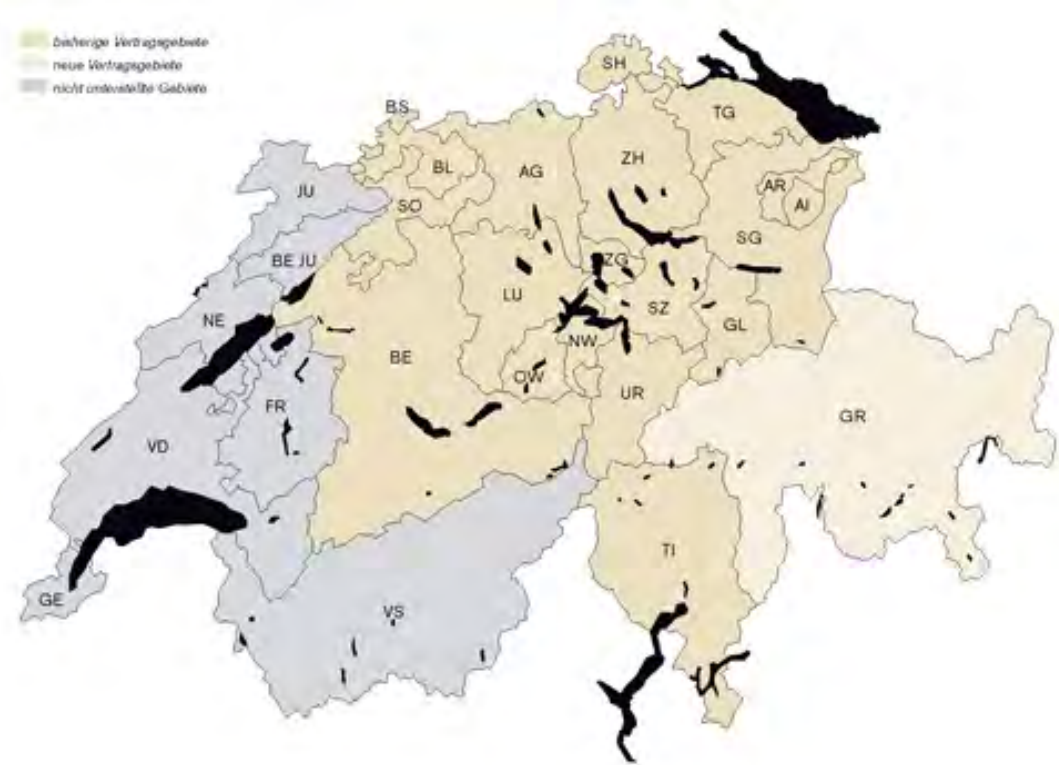 bisherige Vertragsgebiete
neue Vertragsgebiete
nicht unterstellte Gebiete
SH
BS
TG
BL
AG
ZH
JU
AR
AI
SO
SG
BE JU
ZG
LU
SZ
NE
GL
NW
BE
OW
UR
FR
GR
VD
TI
GE
VS